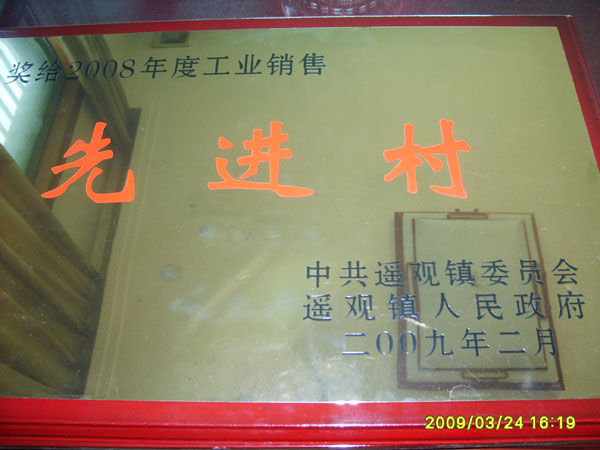 奖给2008年度工业销售
先进村
中共遥观镇委员会
遥观镇人民政府
二00九年二月
2009/03/24 16:19